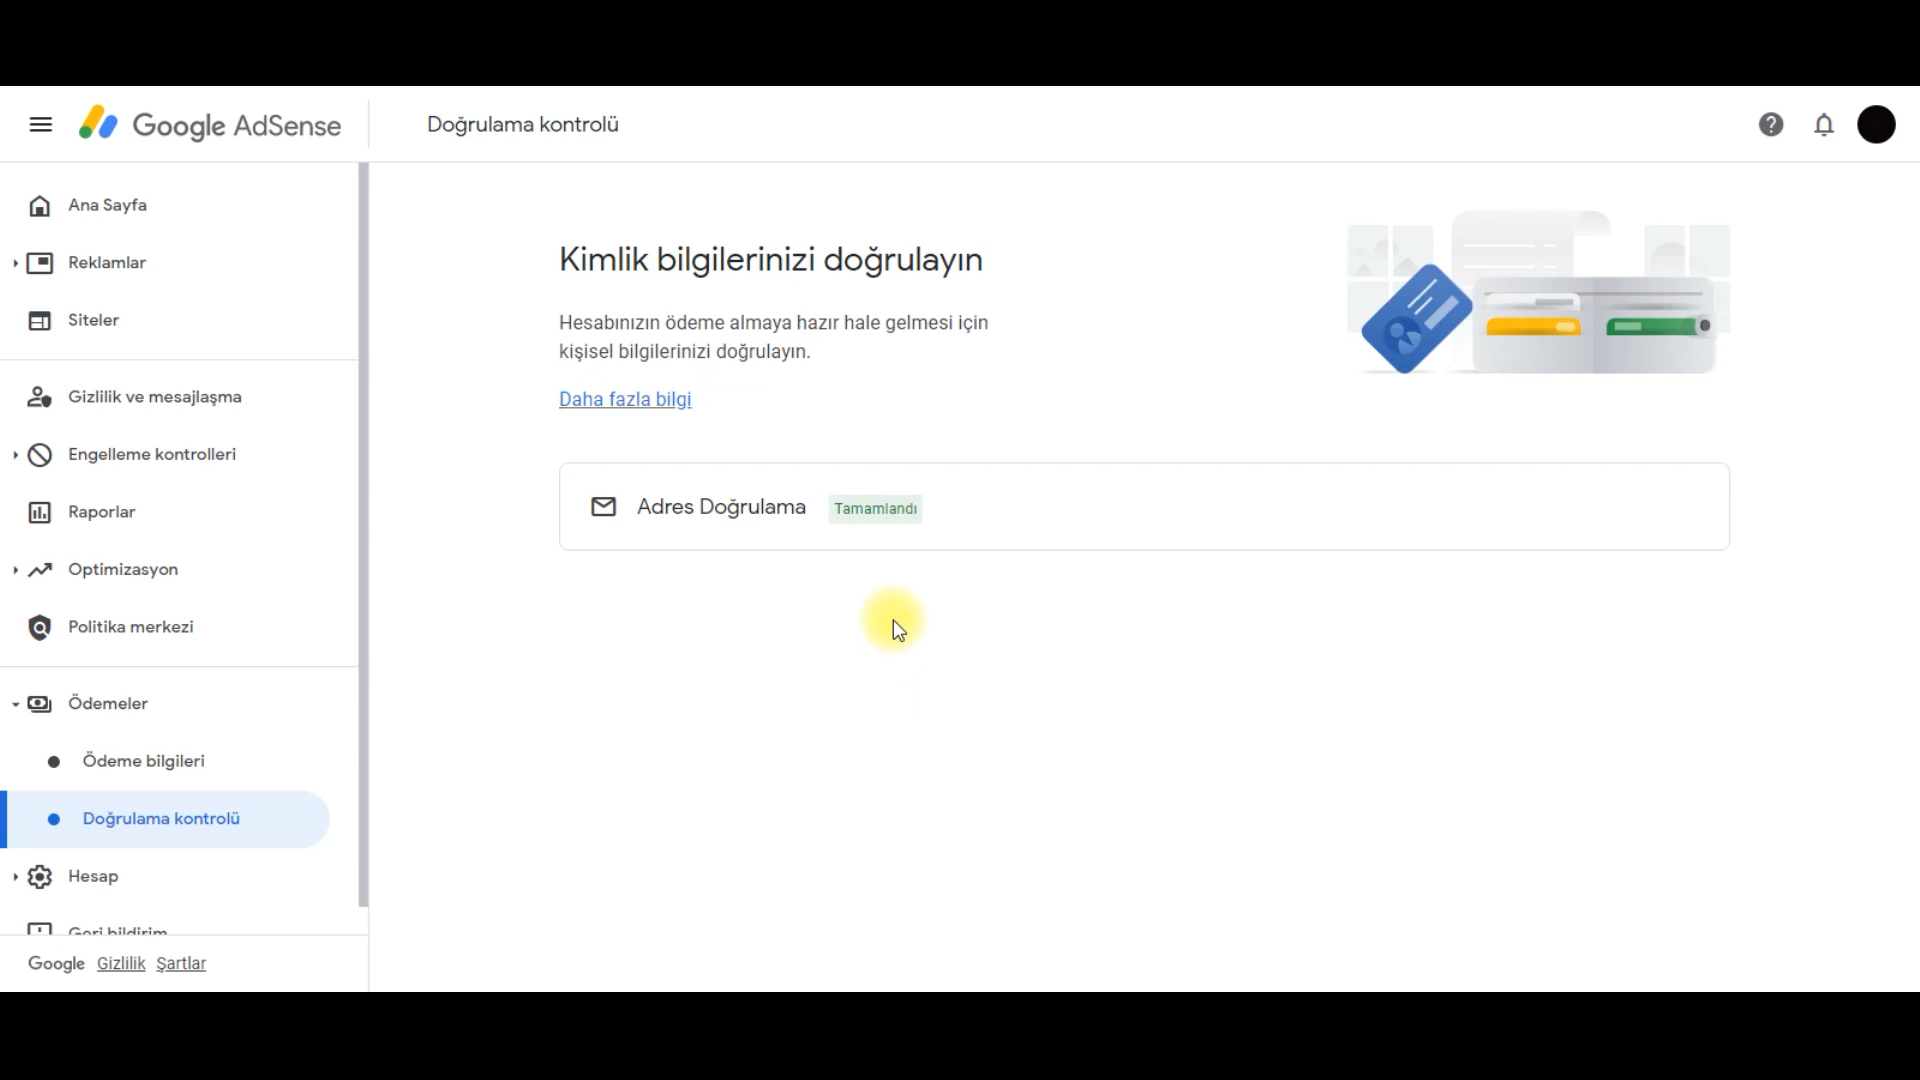 Google AdSense
Doğrulama kontrolü
Ana Sayfa
Reklamlar
Siteler
Gizlilik ve mesajlaşma
Engelleme kontrolleri
Raporlar
Optimizasyon
Politika merkezi
Ödemeler
Ödeme bilgileri
Doğrulama kontrolü
Hesap
Geri bildirim
Google Gizlilik Şartlar
Kimlik bilgilerinizi doğrulayın
Hesabınızın ödeme almaya hazır hale gelmesi için
kişisel bilgilerinizi doğrulayın.
Daha fazla bilgi
Adres Doğrulama Tamamlandı